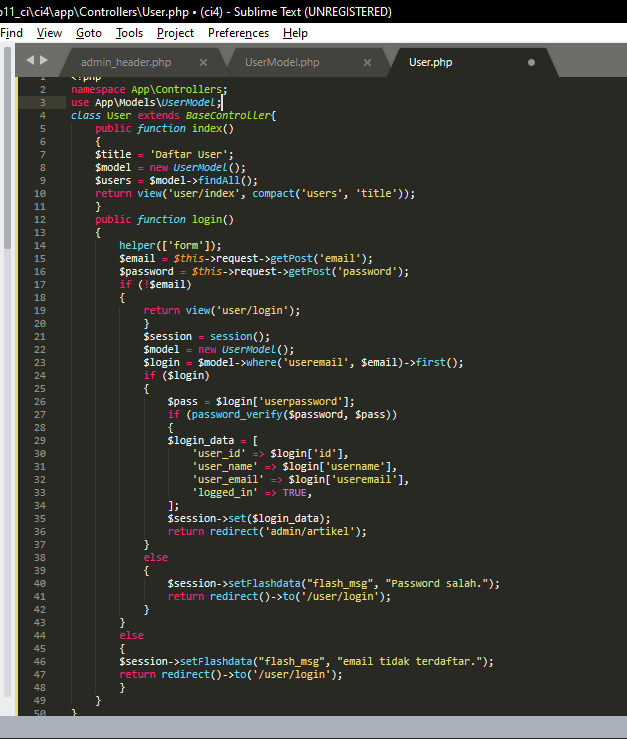 p11_ci\ci4\app\Controllers\User.php • (ci4) - Sublime Text (UNREGISTERED)
Find View Goto Tools Project Preferences Help
admin_header.php × UserModel.php × User.php
1 <?php
2 namespace App\Controllers;
3 use App\Models\UserModel;
4 class User extends BaseController{
5 public function index()
6 {
7 $title = 'Daftar User';
8 $model = new UserModel();
9 $users = $model->findAll();
10 return view('user/index', compact('users', 'title'));
11 }
12 public function login()
13 {
14 helper(['form']);
15 $email = $this->request->getPost('email');
16 $password = $this->request->getPost('password');
17 if (!$email)
18 {
19 return view('user/login');
20 }
21 $session = session();
22 $model = new UserModel();
23 $login = $model->where('useremail', $email)->first();
24 if ($login)
25 {
26 $pass = $login['userpassword'];
27 if (password_verify($password, $pass))
28 {
29 $login_data = [
30 'user_id' => $login['id'],
31 'user_name' => $login['username'],
32 'user_email' => $login['useremail'],
33 'logged_in' => TRUE,
34 ];
35 $session->set($login_data);
36 return redirect('admin/artikel');
37 }
38 else
39 {
40 $session->setFlashdata("flash_msg", "Password salah.");
41 return redirect()->to('/user/login');
42 }
43 }
44 else
45 {
46 $session->setFlashdata("flash_msg", "email tidak terdaftar.");
47 return redirect()->to('/user/login');
48 }
49 }
50 }